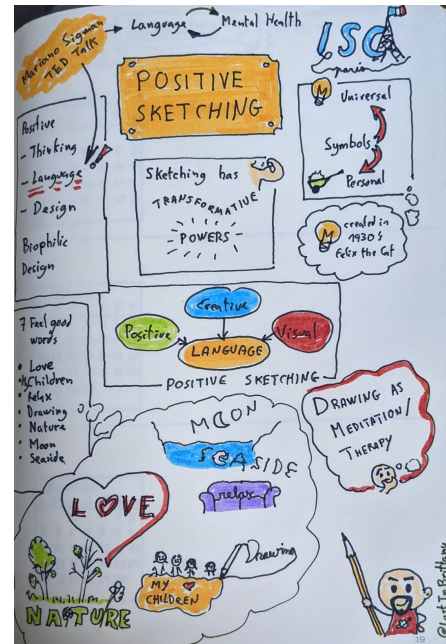 Mariano Sigman
TED Talk
Language
Mental Health
ISC
paris
POSITIVE
SKETCHING
Positive
- Thinking
- Language
- Design
Biophilic
Design
Sketching has
TRANSFORMATIVE
POWERS
Universal
Symbols
Personal
created in
1930's
Felix the Cat
Creative
Positive
Visual
LANGUAGE
POSITIVE SKETCHING
7 Feel good
words
• Love
• Children
• Relax
• Drawing
• Nature
• Moon
• Seaside
DRAWING AS
MEDITATION/
THERAPY
MOON
SEASIDE
relax
LOVE
Drawing
MY
CHILDREN
NATURE
19